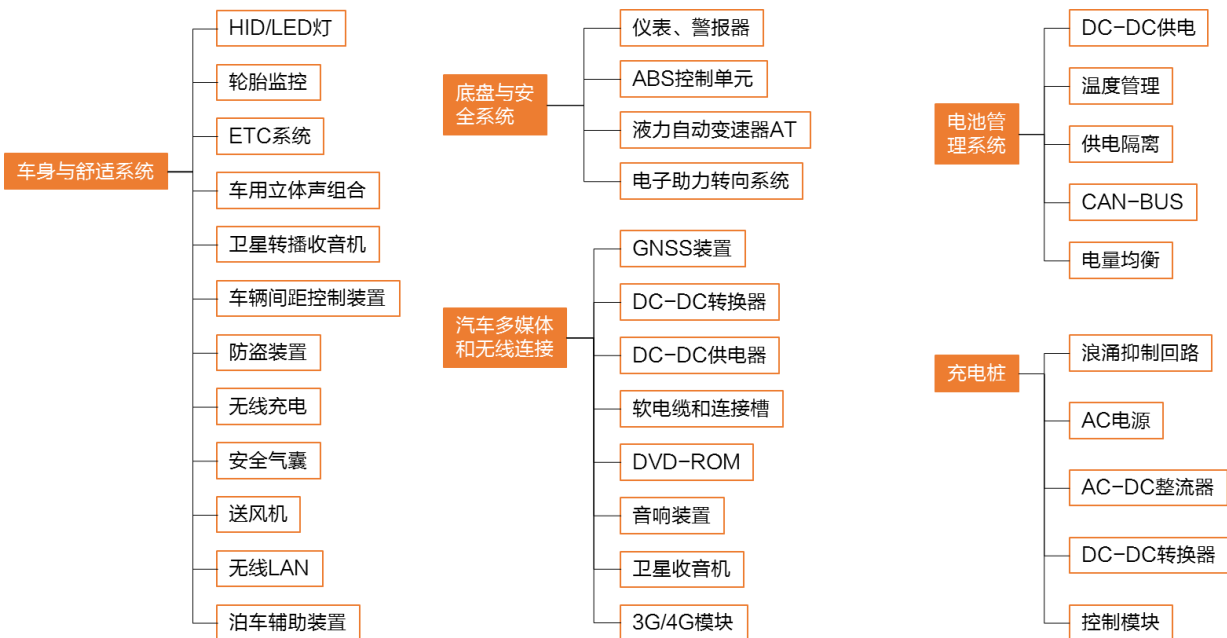 车身与舒适系统
HID/LED灯
轮胎监控
ETC系统
车用立体声组合
卫星转播收音机
车辆间距控制装置
防盗装置
无线充电
安全气囊
送风机
无线LAN
泊车辅助装置
底盘与安
全系统
仪表、警报器
ABS控制单元
液力自动变速器AT
电子助力转向系统
汽车多媒体
和无线连接
GNSS装置
DC-DC转换器
DC-DC供电器
软电缆和连接槽
DVD-ROM
音响装置
卫星收音机
3G/4G模块
电池管
理系统
DC-DC供电
温度管理
供电隔离
CAN-BUS
电量均衡
充电桩
浪涌抑制回路
AC电源
AC-DC整流器
DC-DC转换器
控制模块